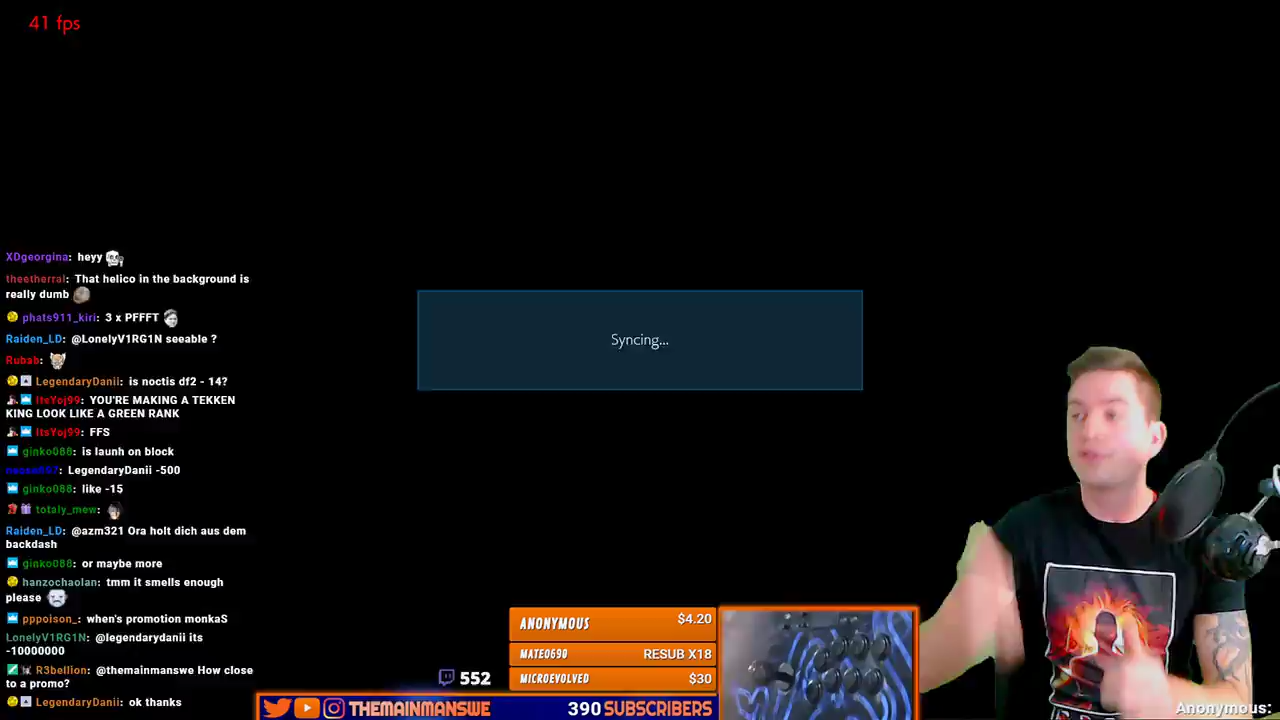 41 fps
XDgeorgina: heyy
theetherral: That helico in the background is
really dumb
phats911_kiri: 3 x PFFFT
Raiden_LD: @LonelyV1RG1N seeable ?
Rubab:
LegendaryDanii: is noctis df2 - 14?
ItsYoj99: YOU'RE MAKING A TEKKEN
KING LOOK LIKE A GREEN RANK
ItsYoj99: FFS
ginko088: is launh on block
LegendaryDanii -500
ginko088: like -15
totaly_mew:
Raiden_LD: @azm321 Ora holt dich aus dem
backdash
ginko088: or maybe more
hanzochaolan: tmm it smells enough
please
pppoison_: when's promotion monkaS
LonelyV1RG1N: @legendarydanii its
-10000000
R3bellion: @themainmanswe How close
to a promo?
LegendaryDanii: ok thanks
Syncing...
552
ANONYMOUS $4.20
MATE0690 RESUB X18
MICROEVOLVED $30
THEMAINMANSWE 390 SUBSCRIBERS
Anonymous: